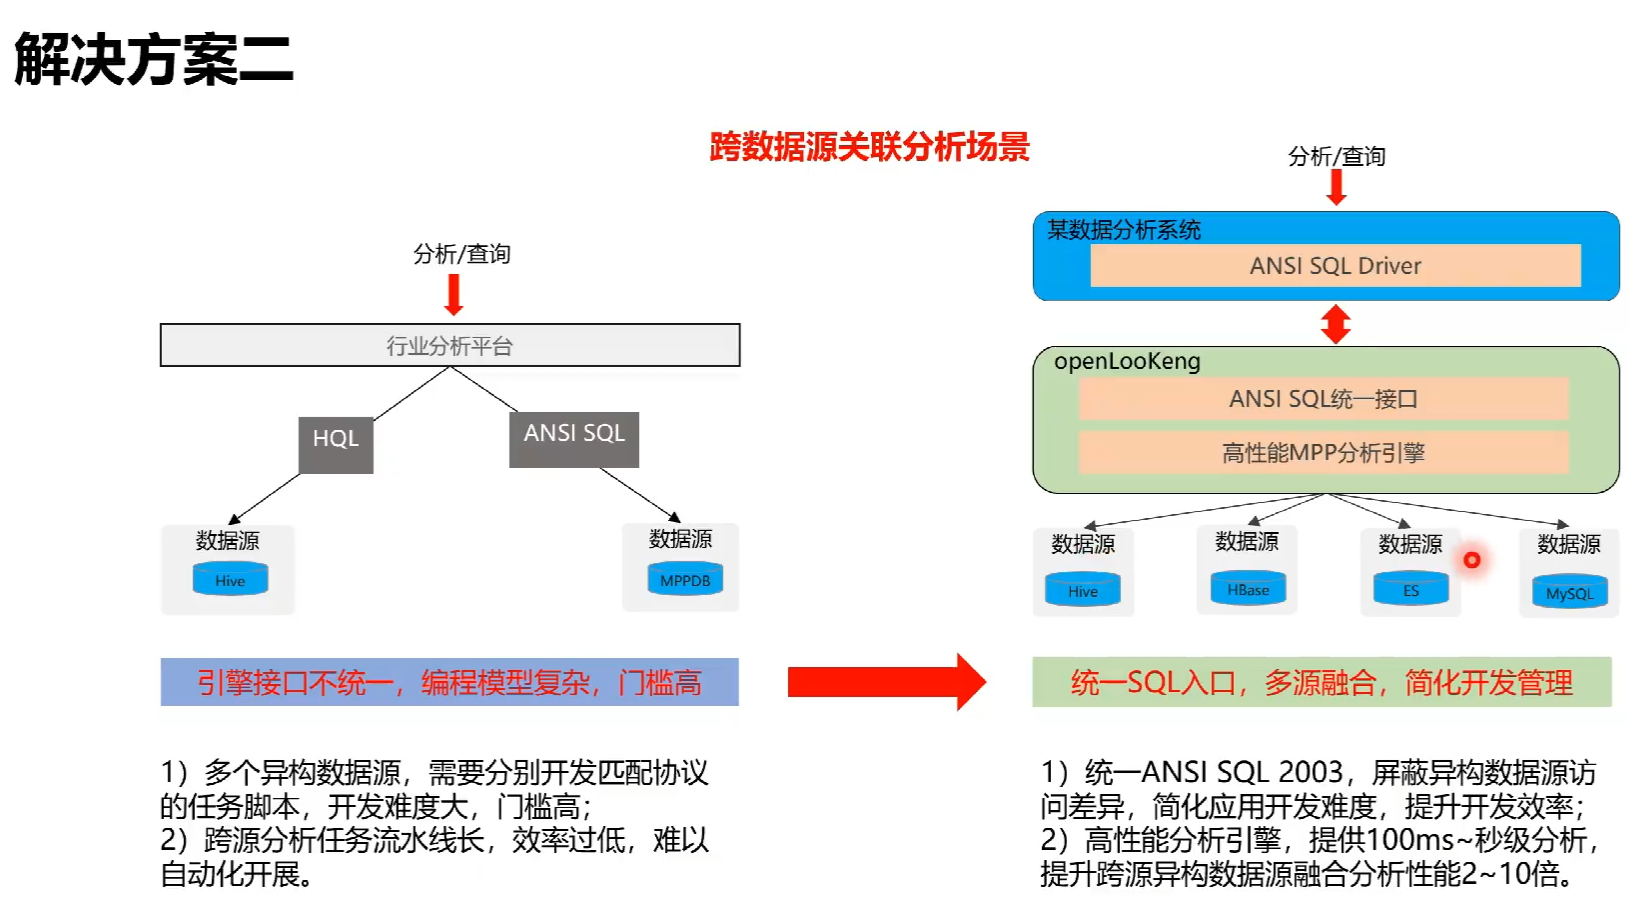 解决方案二
跨数据源关联分析场景
分析/查询
行业分析平台
HQL
ANSI SQL
数据源
Hive
数据源
MPPDB
引擎接口不统一，编程模型复杂，门槛高
1）多个异构数据源，需要分别开发匹配协议
的任务脚本，开发难度大，门槛高；
2）跨源分析任务流水线长，效率过低，难以
自动化开展。
分析/查询
某数据分析系统
ANSI SQL Driver
openLooKeng
ANSI SQL统一接口
高性能MPP分析引擎
数据源
Hive
数据源
HBase
数据源
ES
数据源
MySQL
统一SQL入口，多源融合，简化开发管理
1）统一ANSI SQL 2003，屏蔽异构数据源访
问差异，简化应用开发难度，提升开发效率；
2）高性能分析引擎，提供100ms~秒级分析，
提升跨源异构数据源融合分析性能2~10倍。